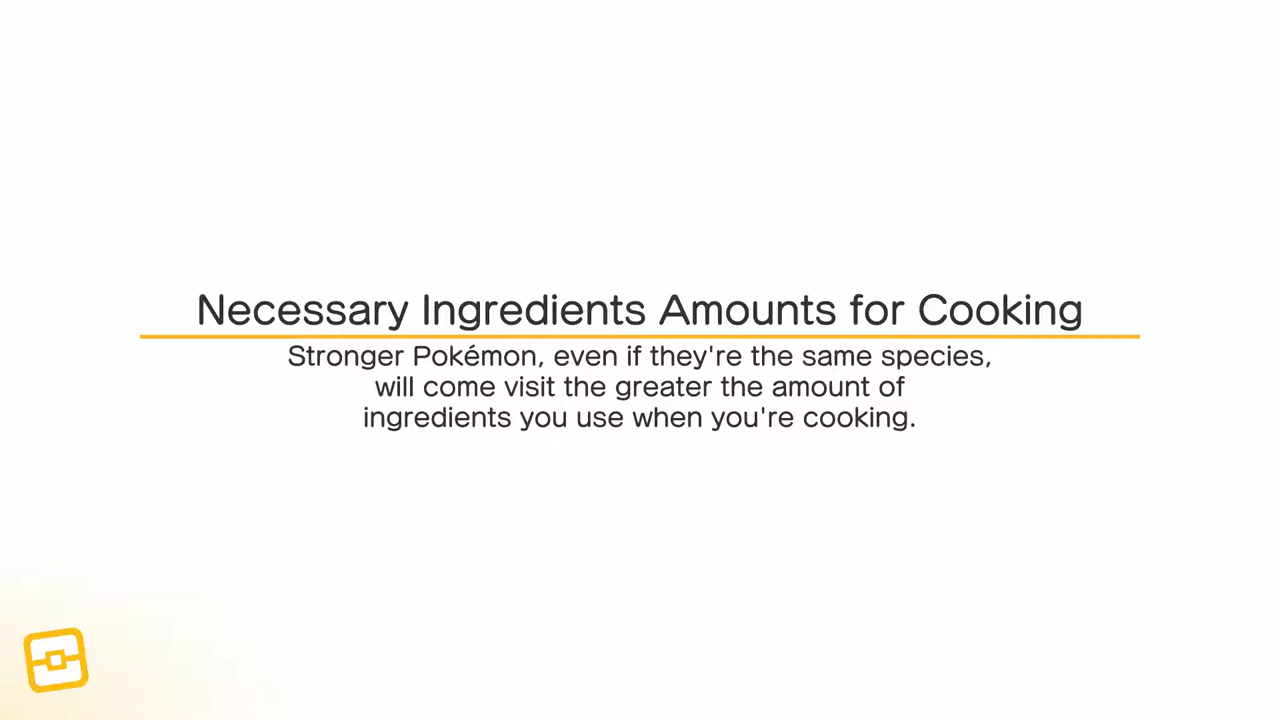 Necessary Ingredients Amounts for Cooking
Stronger Pokémon, even if they're the same species,
will come visit the greater the amount of
ingredients you use when you're cooking.